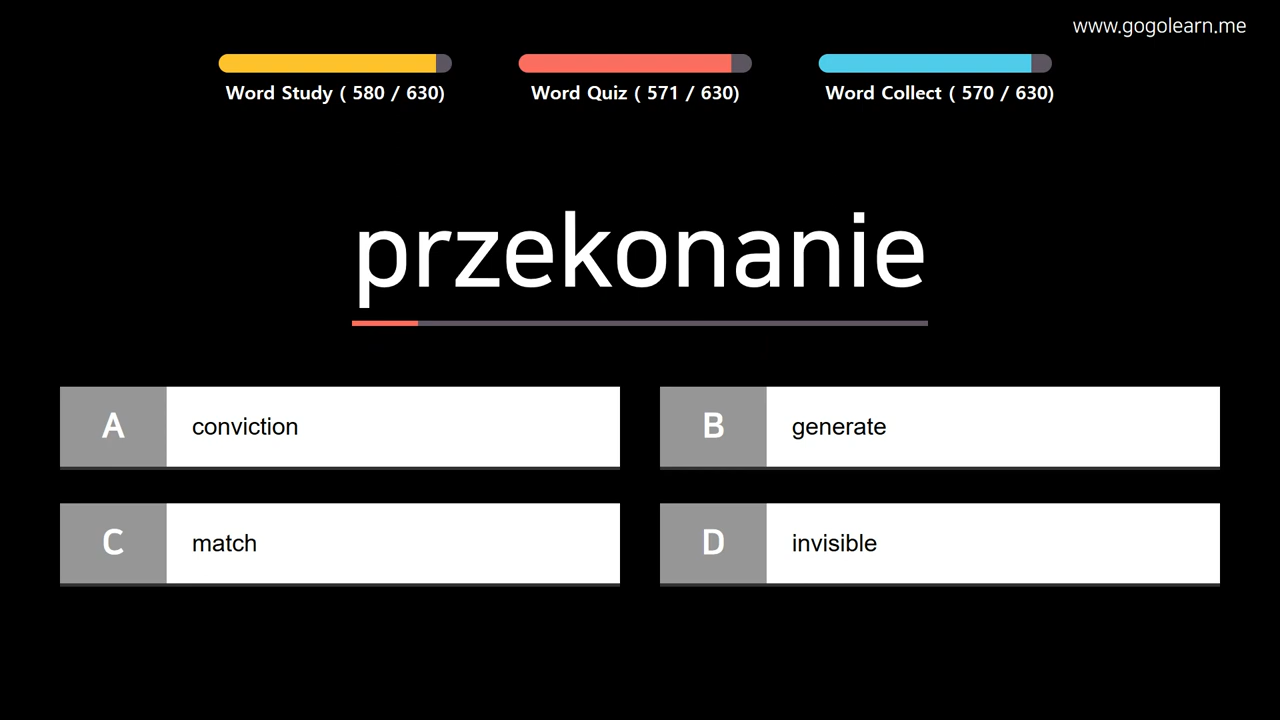 www.gogolearn.me
Word Study ( 580 / 630)
Word Quiz ( 571 / 630)
Word Collect ( 570 / 630)
przekonanie
A conviction
B generate
C match
D invisible